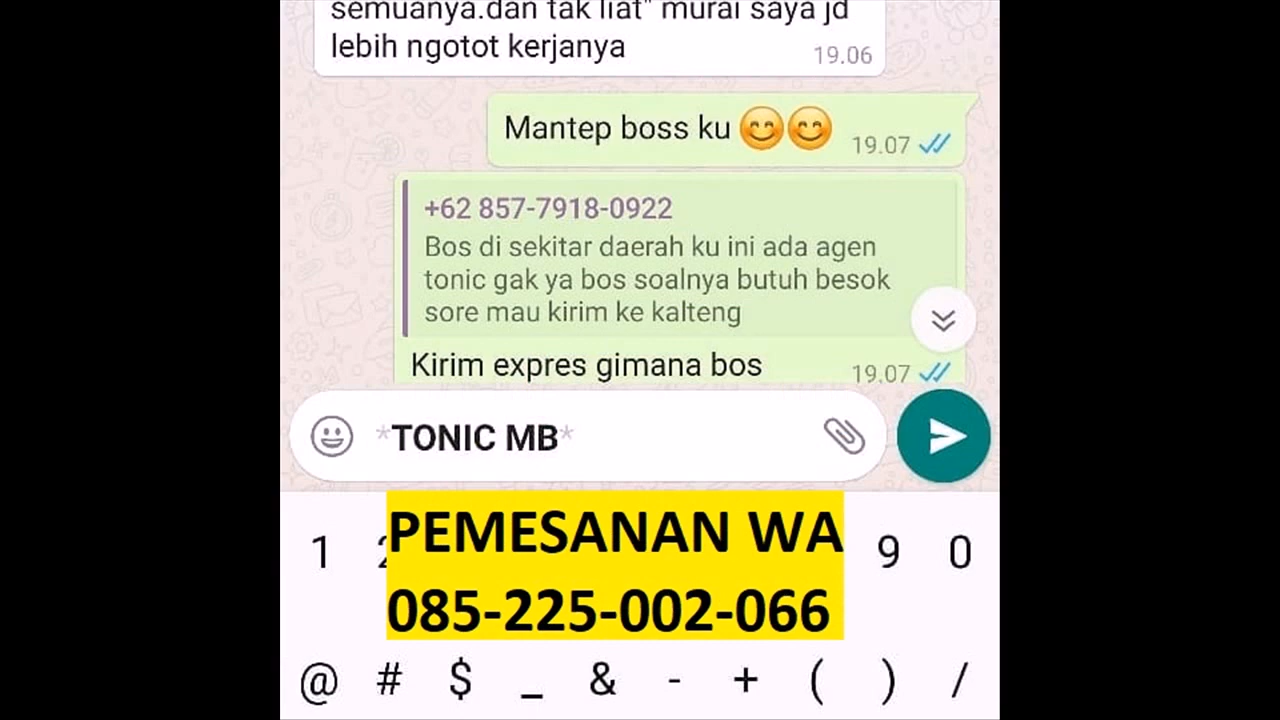 semuanya.dan tak liat" murai saya jd
lebih ngotot kerjanya
19.06
Mantep boss ku 😊😊
19.07
+62 857-7918-0922
Bos di sekitar daerah ku ini ada agen
tonic gak ya bos soalnya butuh besok
sore mau kirim ke kalteng
Kirim expres gimana bos
19.07
*TONIC MB*
PEMESANAN WA
1 2 9 0
085-225-002-066
@ # $ _ & - + ( ) /